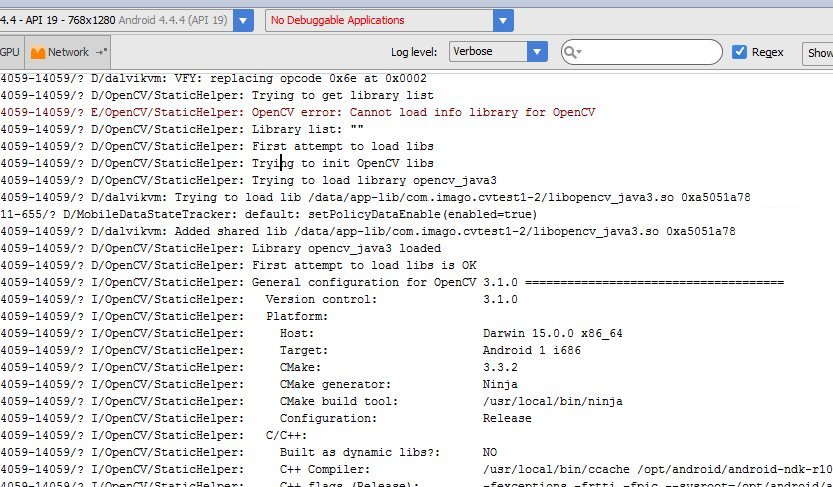 4.4 - API 19 - 768x1280 Android 4.4.4 (API 19) No Debuggable Applications
GPU Network Log level: Verbose Regex Show
4059-14059/? D/dalvikvm: VFY: replacing opcode 0x6e at 0x0002
4059-14059/? D/OpenCV/StaticHelper: Trying to get library list
4059-14059/? E/OpenCV/StaticHelper: OpenCV error: Cannot load info library for OpenCV
4059-14059/? D/OpenCV/StaticHelper: Library list: ""
4059-14059/? D/OpenCV/StaticHelper: First attempt to load libs
4059-14059/? D/OpenCV/StaticHelper: Trying to init OpenCV libs
4059-14059/? D/OpenCV/StaticHelper: Trying to load library opencv_java3
4059-14059/? D/dalvikvm: Trying to load lib /data/app-lib/com.imago.cvtest1-2/libopencv_java3.so 0xa5051a78
11-655/? D/MobileDataStateTracker: default: setPolicyDataEnable(enabled=true)
4059-14059/? D/dalvikvm: Added shared lib /data/app-lib/com.imago.cvtest1-2/libopencv_java3.so 0xa5051a78
4059-14059/? D/OpenCV/StaticHelper: Library opencv_java3 loaded
4059-14059/? D/OpenCV/StaticHelper: First attempt to load libs is OK
4059-14059/? I/OpenCV/StaticHelper: General configuration for OpenCV 3.1.0 =====================================
4059-14059/? I/OpenCV/StaticHelper: Version control: 3.1.0
4059-14059/? I/OpenCV/StaticHelper: Platform:
4059-14059/? I/OpenCV/StaticHelper: Host: Darwin 15.0.0 x86_64
4059-14059/? I/OpenCV/StaticHelper: Target: Android 1 i686
4059-14059/? I/OpenCV/StaticHelper: CMake: 3.3.2
4059-14059/? I/OpenCV/StaticHelper: CMake generator: Ninja
4059-14059/? I/OpenCV/StaticHelper: CMake build tool: /usr/local/bin/ninja
4059-14059/? I/OpenCV/StaticHelper: Configuration: Release
4059-14059/? I/OpenCV/StaticHelper: C/C++:
4059-14059/? I/OpenCV/StaticHelper: Built as dynamic libs?: NO
4059-14059/? I/OpenCV/StaticHelper: C++ Compiler: /usr/local/bin/ccache /opt/android/android-ndk-r10
4059-14059/? I/OpenCV/StaticHelper: C++ flags (Release): -fexceptions -frtti -fpic --sysroot=/opt/android/a